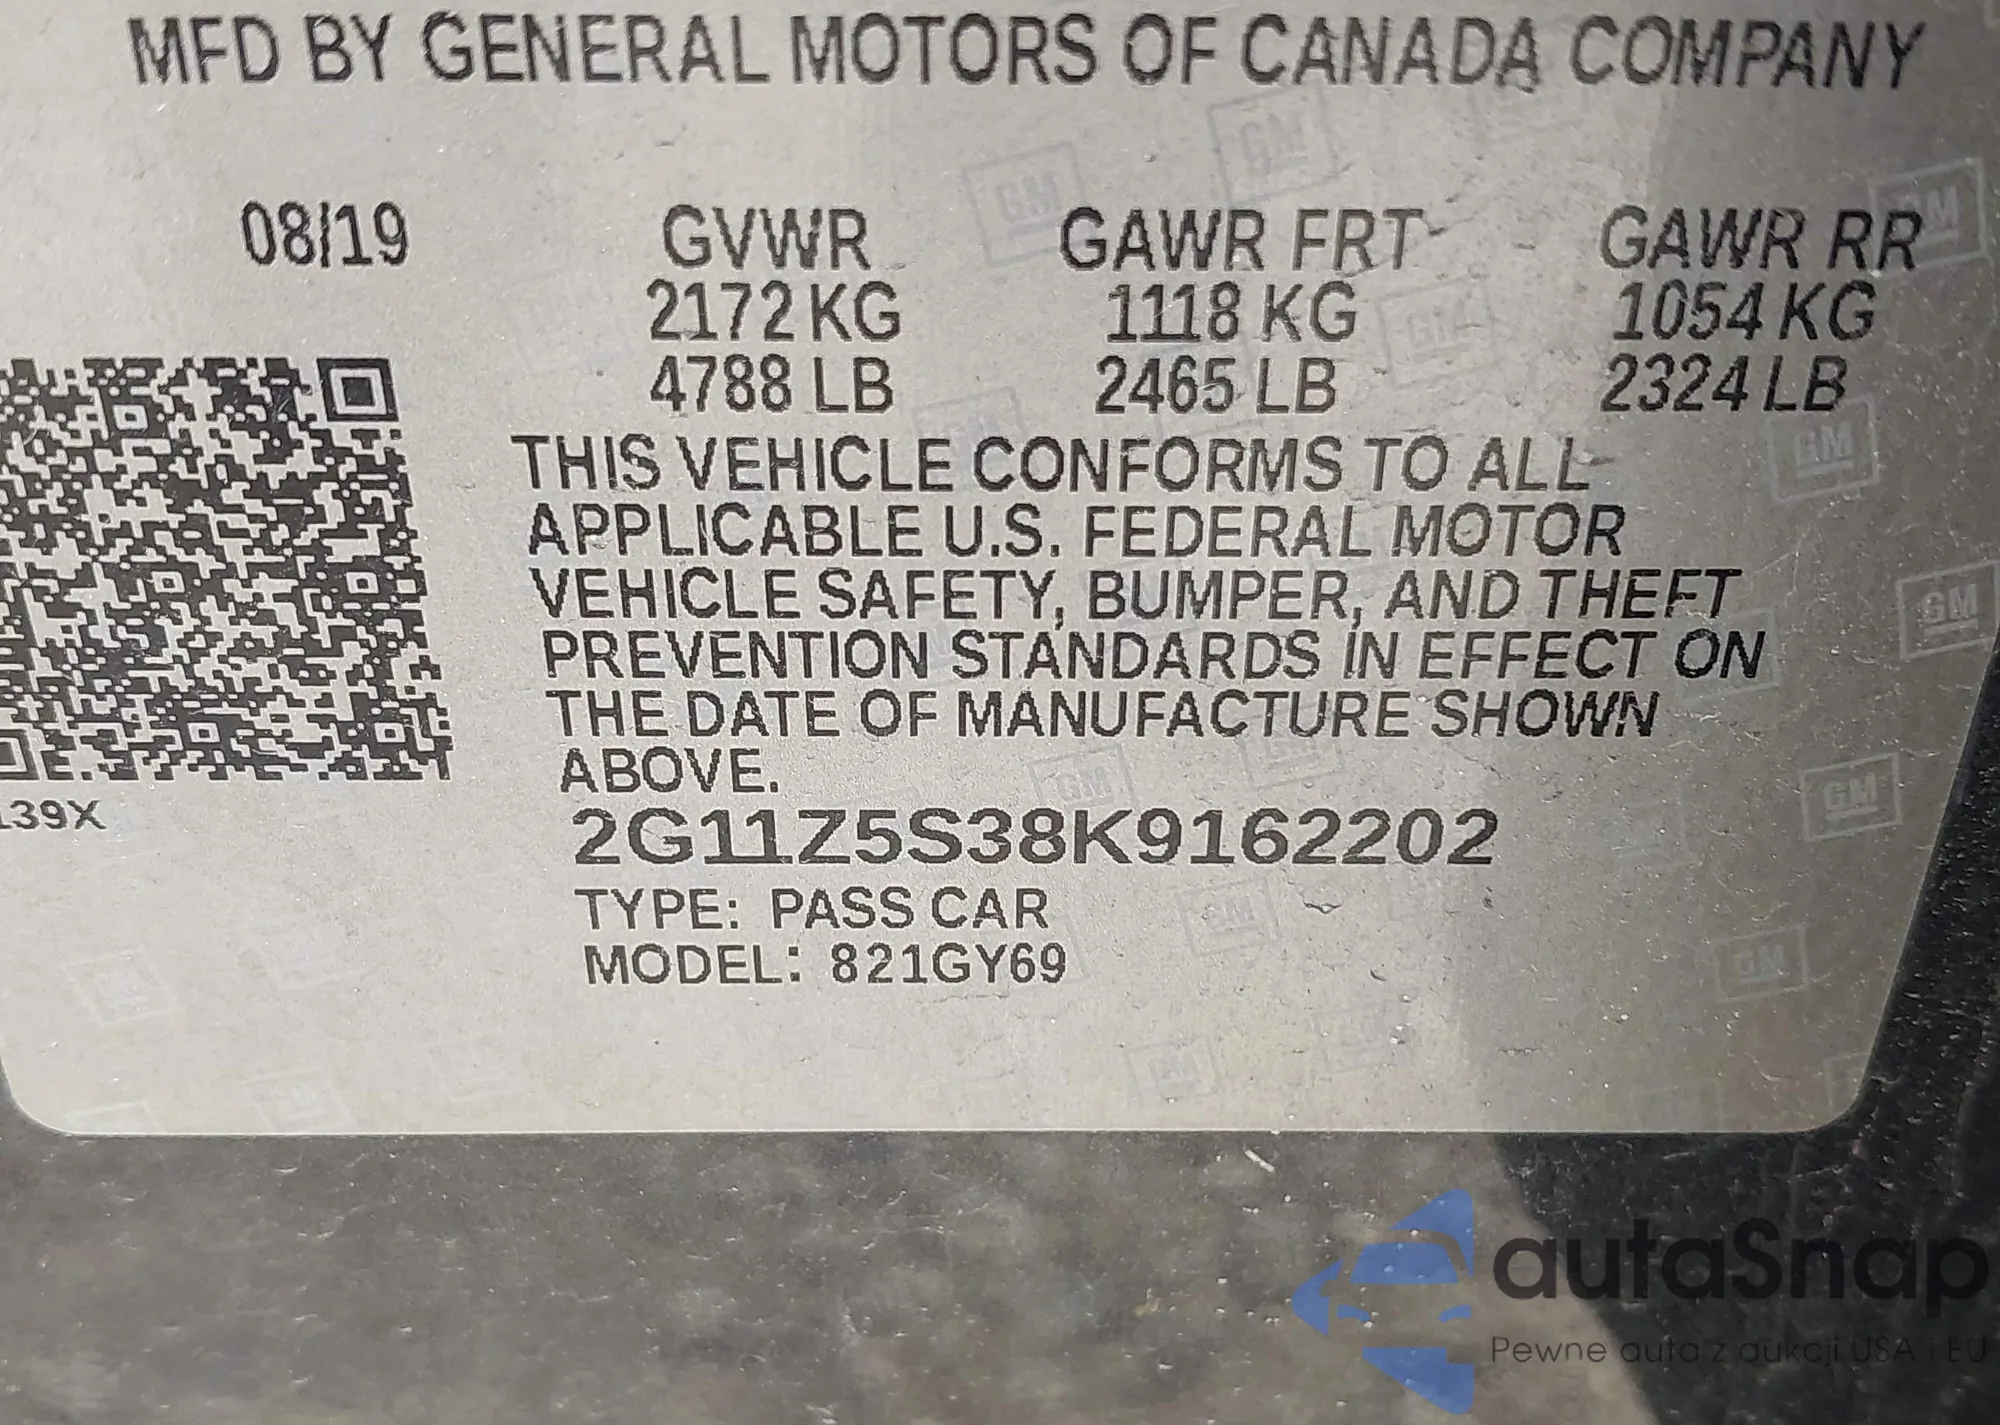 MFD BY GENERAL MOTORS OF CANADA COMPANY
08/19 GVWR GAWR FRT GAWR RR
2172 KG 1118 KG 1054 KG
4788 LB 2465 LB 2324 LB
THIS VEHICLE CONFORMS TO ALL
APPLICABLE U.S. FEDERAL MOTOR
VEHICLE SAFETY, BUMPER, AND THEFT
PREVENTION STANDARDS IN EFFECT ON
THE DATE OF MANUFACTURE SHOWN
ABOVE.
139X
2G11Z5S38K9162202
TYPE: PASS CAR
MODEL: 821GY69
GM
autaSnap
Pewne auta z aukcji USA i EU